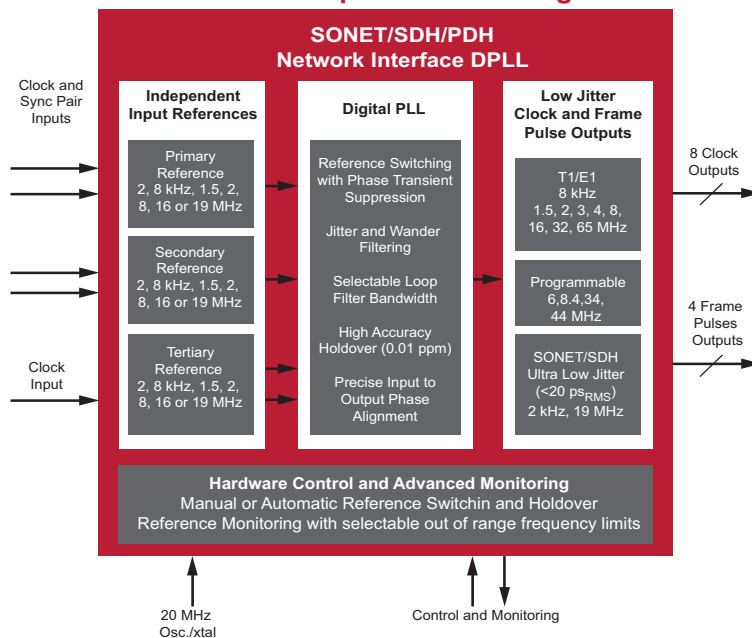 SONET/SDH/PDH
Network Interface DPLL
Clock and
Sync Pair
Inputs
Clock
Input
Independent
Input References
Primary
Reference
2, 8 kHz, 1.5, 2,
8, 16 or 19 MHz
Secondary
Reference
2, 8 kHz, 1.5, 2,
8, 16 or 19 MHz
Tertiary
Reference
2, 8 kHz, 1.5, 2,
8, 16 or 19 MHz
Digital PLL
Reference Switching
with Phase Transient
Suppression
Jitter and Wander
Filtering
Selectable Loop
Filter Bandwidth
High Accuracy
Holdover (0.01 ppm)
Precise Input to
Output Phase
Alignment
Low Jitter
Clock and Frame
Pulse Outputs
T1/E1
8 kHz
1.5, 2, 3, 4, 8,
16, 32, 65 MHz
Programmable
6,8.4,34,
44 MHz
SONET/SDH
Ultra Low Jitter
(<20 psRMS)
2 kHz, 19 MHz
8 Clock
Outputs
4 Frame
Pulses
Outputs
Hardware Control and Advanced Monitoring
Manual or Automatic Reference Switchin and Holdover
Reference Monitoring with selectable out of range frequency limits
20 MHz
Osc./xtal
Control and Monitoring